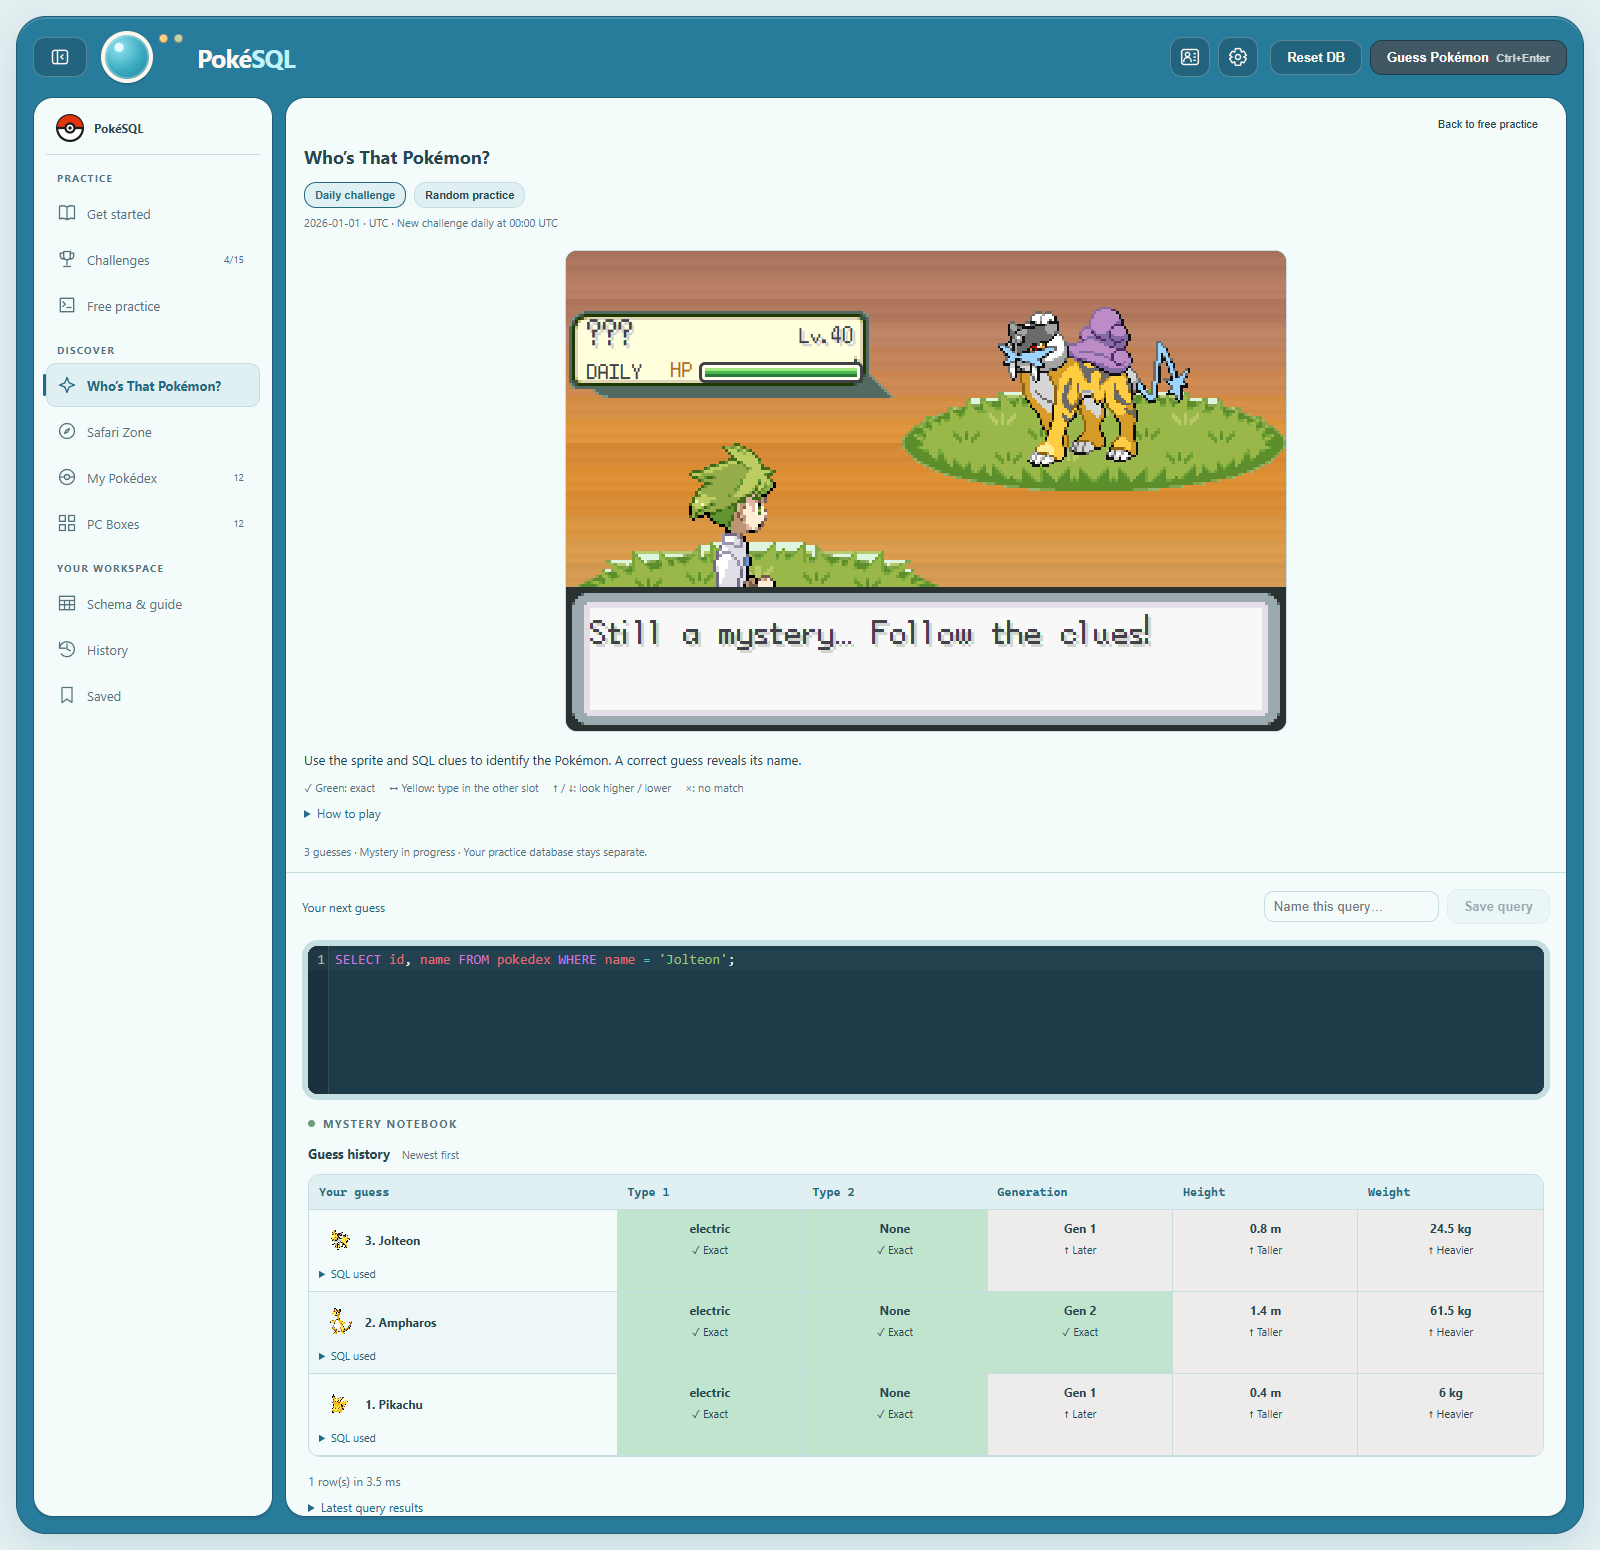 PokéSQL
Reset DB
Guess Pokémon Ctrl+Enter
PokéSQL
PRACTICE
Get started
Challenges 4/15
Free practice
DISCOVER
Who's That Pokémon?
Safari Zone
My Pokédex 12
PC Boxes 12
YOUR WORKSPACE
Schema & guide
History
Saved
Back to free practice
Who's That Pokémon?
Daily challenge Random practice
2026-01-01 · UTC · New challenge daily at 00:00 UTC
??? Lv.40
DAILY HP
Still a mystery... Follow the clues!
Use the sprite and SQL clues to identify the Pokémon. A correct guess reveals its name.
✓ Green: exact ↔ Yellow: type in the other slot ↑ / ↓: look higher / lower ×: no match
▶ How to play
3 guesses · Mystery in progress · Your practice database stays separate.
Your next guess
Name this query... Save query
1 SELECT id, name FROM pokedex WHERE name = 'Jolteon';
MYSTERY NOTEBOOK
Guess history Newest first
Your guess Type 1 Type 2 Generation Height Weight
3. Jolteon electric None Gen 1 0.8 m 24.5 kg
✓ Exact ✓ Exact ↑ Later ↑ Taller ↑ Heavier
▶ SQL used
2. Ampharos electric None Gen 2 1.4 m 61.5 kg
✓ Exact ✓ Exact ✓ Exact ↑ Taller ↑ Heavier
▶ SQL used
1. Pikachu electric None Gen 1 0.4 m 6 kg
✓ Exact ✓ Exact ↑ Later ↑ Taller ↑ Heavier
▶ SQL used
1 row(s) in 3.5 ms
▶ Latest query results